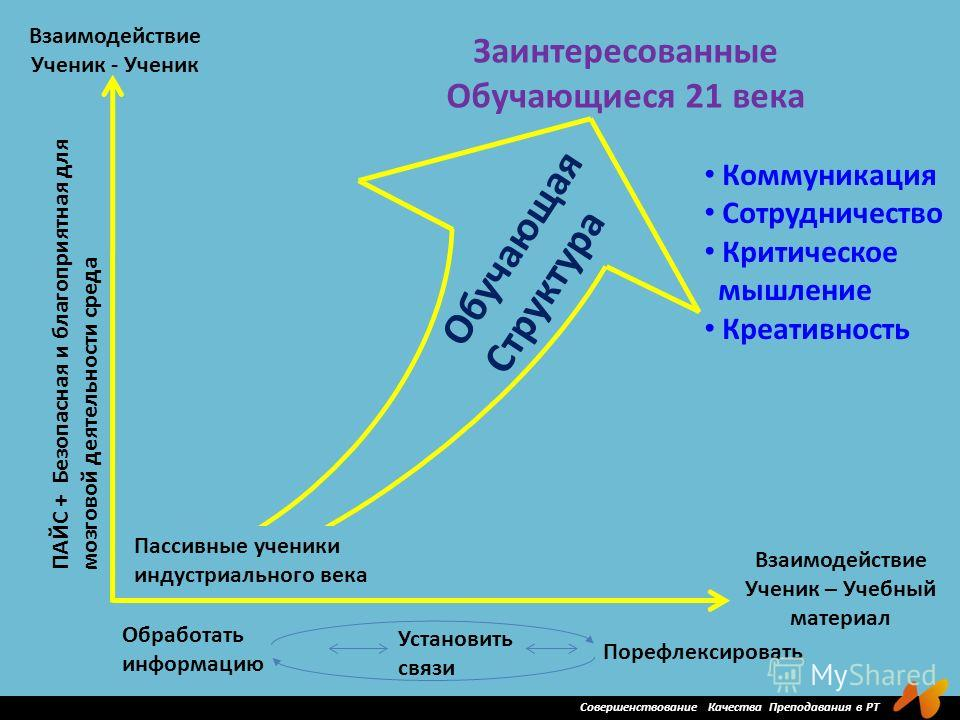 Взаимодействие
Ученик - Ученик
Заинтересованные
Обучающиеся 21 века
ПАЙС + Безопасная и благоприятная для
мозговой деятельности среда
Обучающая
Структура
• Коммуникация
• Сотрудничество
• Критическое
мышление
• Креативность
Пассивные ученики
индустриального века
Взаимодействие
Ученик – Учебный
материал
Обработать
информацию
Установить
связи
Порефлексировать
MyShared
Совершенствование Качества Преподавания в РТ